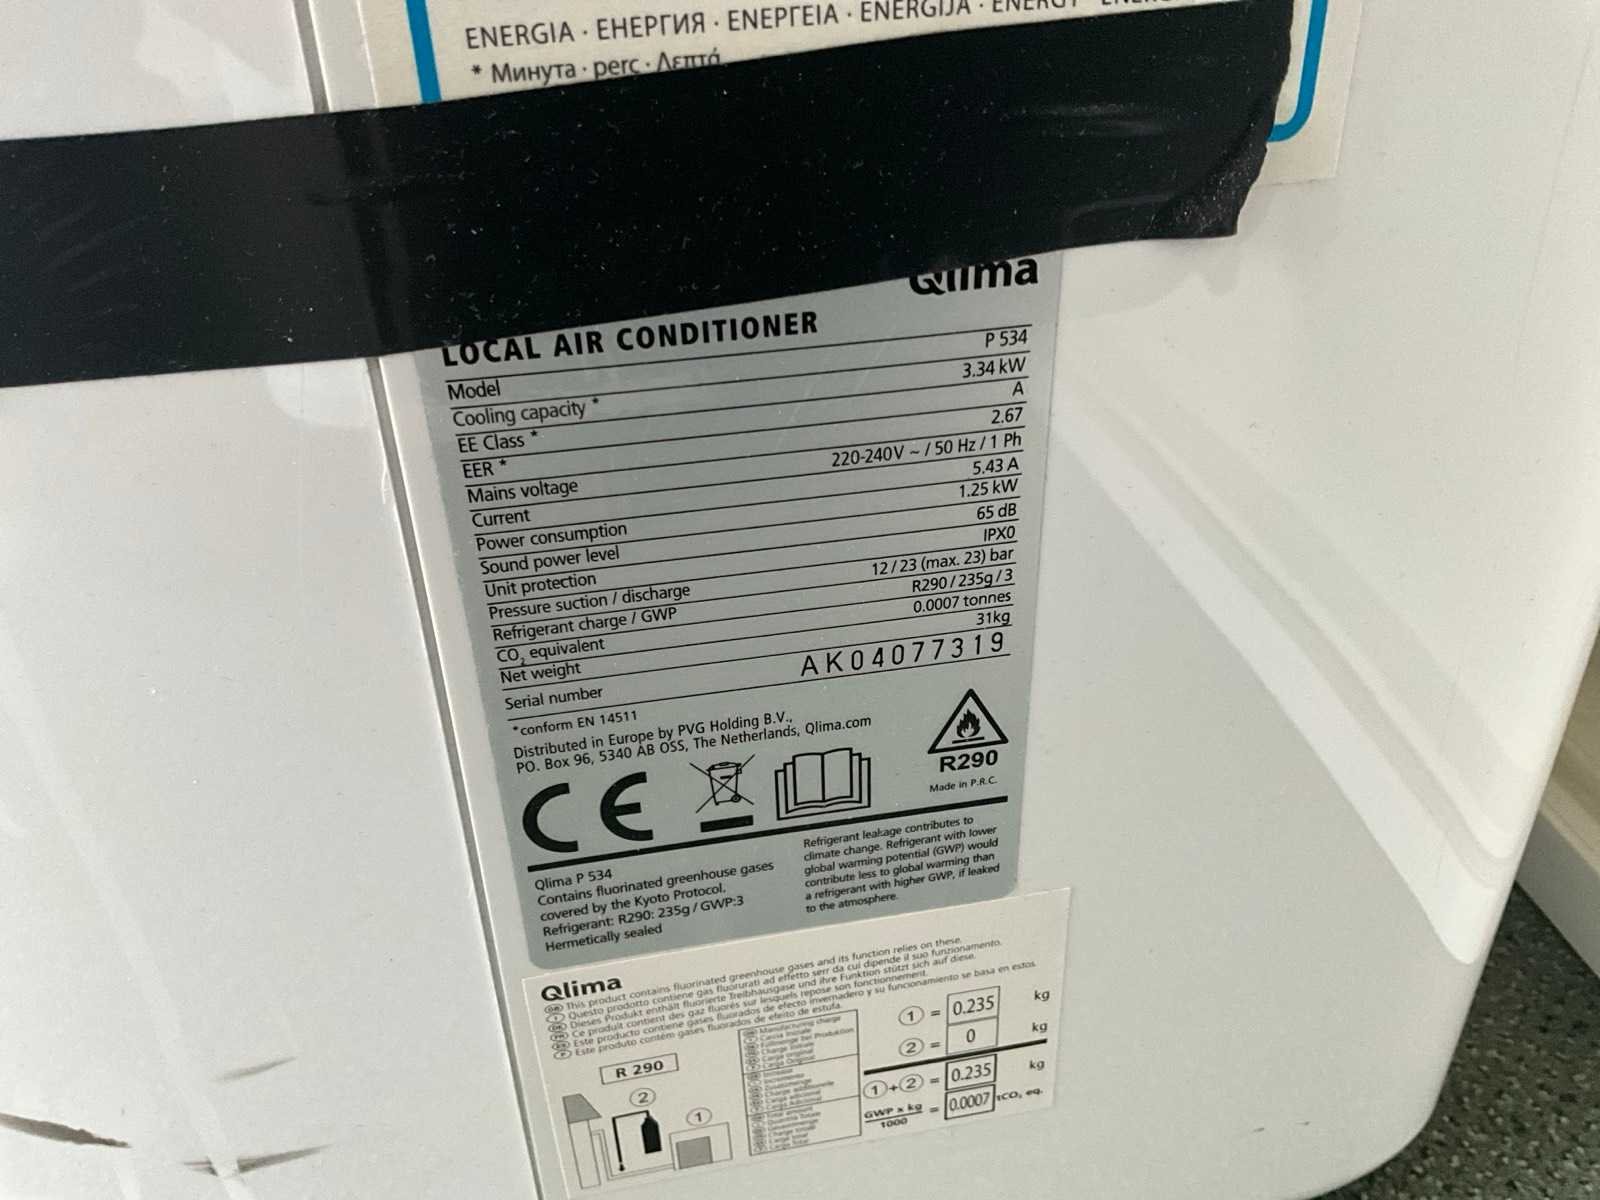 ENERGIA · ЕНЕРГИЯ · ΕΝΕΡΓΕΙΑ · ENERGIJA · ENERGY
* Минута · perc · Λεπτά
Qlima
LOCAL AIR CONDITIONER
Model P 534
Cooling capacity * 3.34 kW
EE Class * A
EER * 2.67
Mains voltage 220-240V ~ / 50 Hz / 1 Ph
Current 5.43 A
Power consumption 1.25 kW
Sound power level 65 dB
Unit protection IPX0
Pressure suction / discharge 12 / 23 (max. 23) bar
Refrigerant charge / GWP R290 / 235g / 3
CO₂ equivalent 0.0007 tonnes
Net weight 31kg
Serial number AK04077319
*conform EN 14511
Distributed in Europe by PVG Holding B.V.,
PO. Box 96, 5340 AB OSS, The Netherlands, Qlima.com
R290
Made in P.R.C.
CE
Qlima P 534
Contains fluorinated greenhouse gases
covered by the Kyoto Protocol.
Refrigerant: R290: 235g / GWP:3
Hermetically sealed
Refrigerant leakage contributes to
climate change. Refrigerant with lower
global warming potential (GWP) would
contribute less to global warming than
a refrigerant with higher GWP, if leaked
to the atmosphere.
Qlima
This product contains fluorinated greenhouse gases and its function relies on these.
Questo prodotto contiene gas fluorurati ad effetto serr da cui dipende il suo funzionamento.
Dieses Produkt enthält fluorierte Treibhausgase und ihre Funktion stützt sich auf diese.
Ce produit contient des gaz fluorés sur lesquels repose son fonctionnement.
Este producto contiene gases fluorados de efecto invernadero y su funcionamiento se basa en estos
Este produto contém gases fluorados de efeito de estufa.
R 290
2
1
Manufacturing charge
1 = 0.235 kg
2 = 0 kg
1 + 2 = 0.235 kg
GWP x kg
1000
= 0.0007 tCO₂ eq.